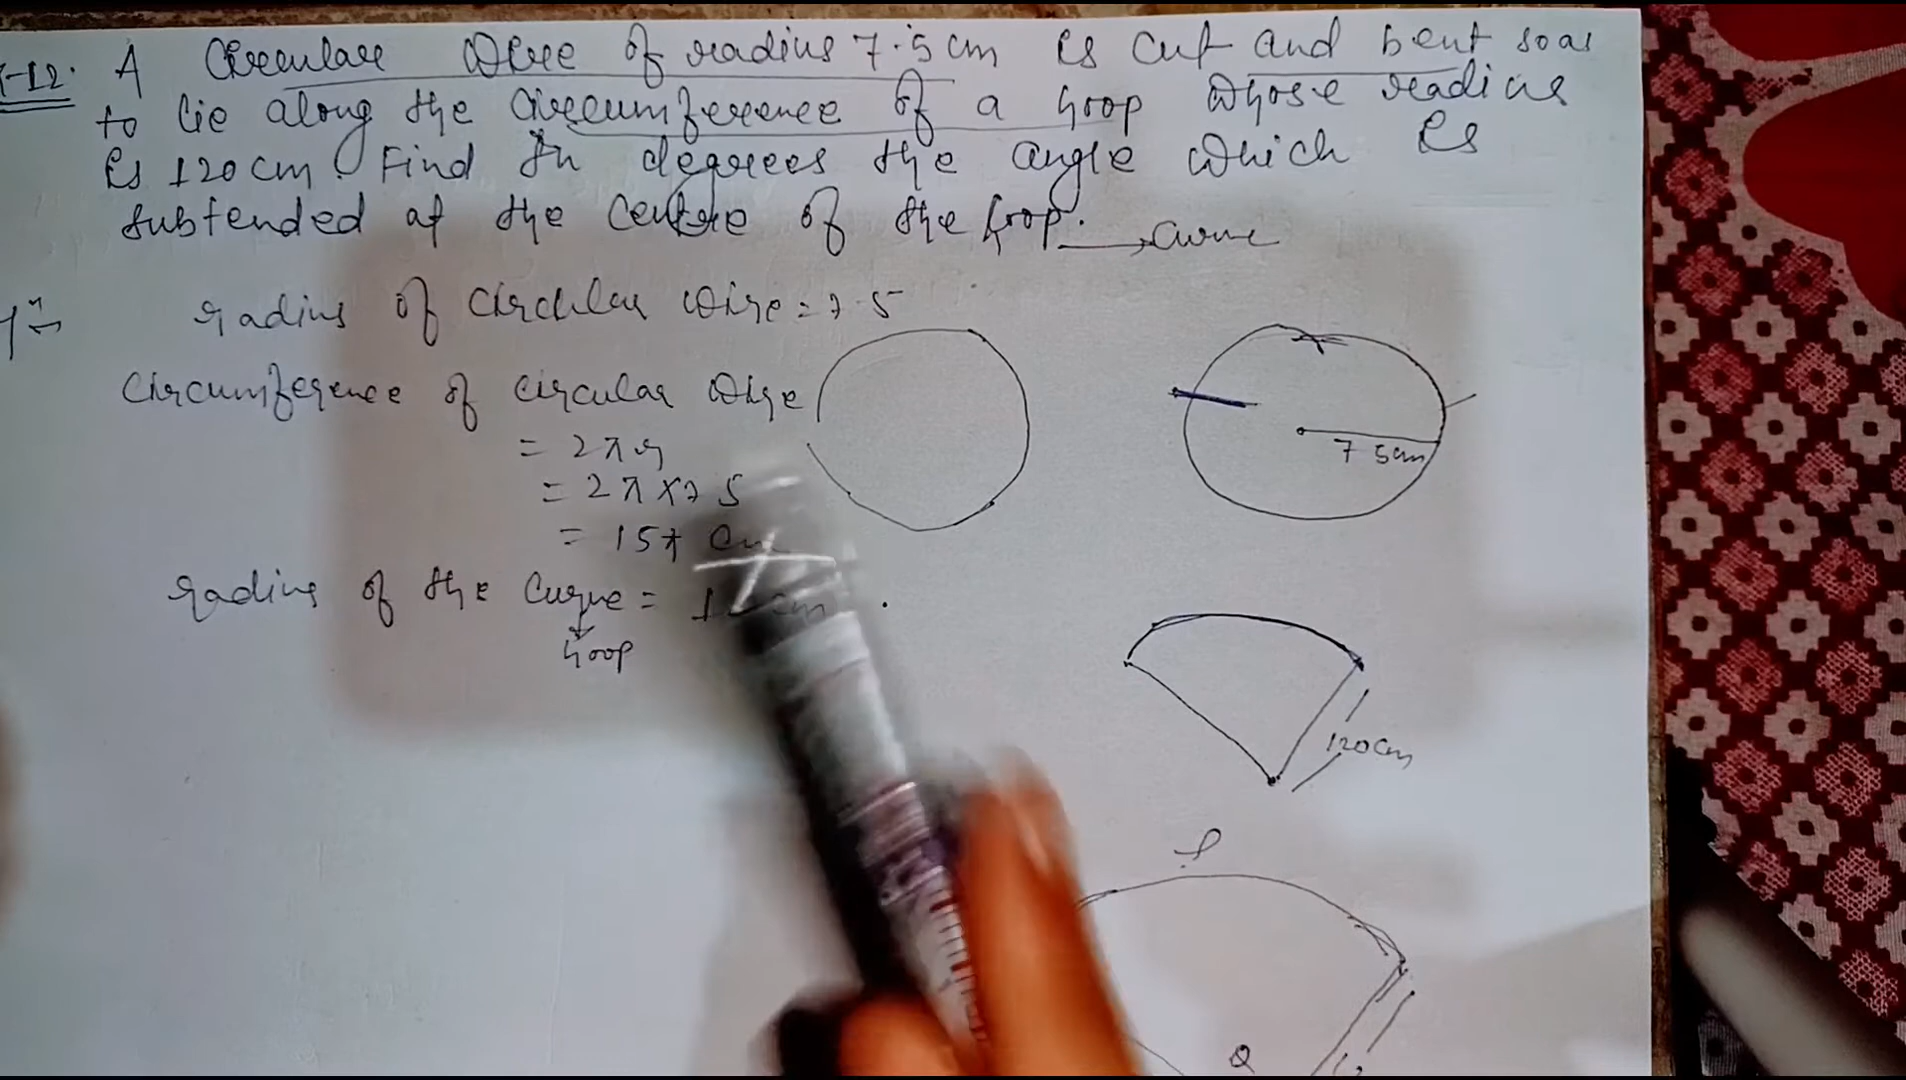 -12. A Circular Wire of radius 7.5 cm is cut and bent so as
to lie along the circumference of a hoop whose radius
is 120 cm. Find In degrees the angle which is
subtended at the Centre of the hoop. → Curve
radius of circular wire = 7.5
Circumference of circular wire
= 2πr
= 2π×7.5
= 15π cm
radius of the curve = cm
hoop
7.5cm
120cm
l
θ